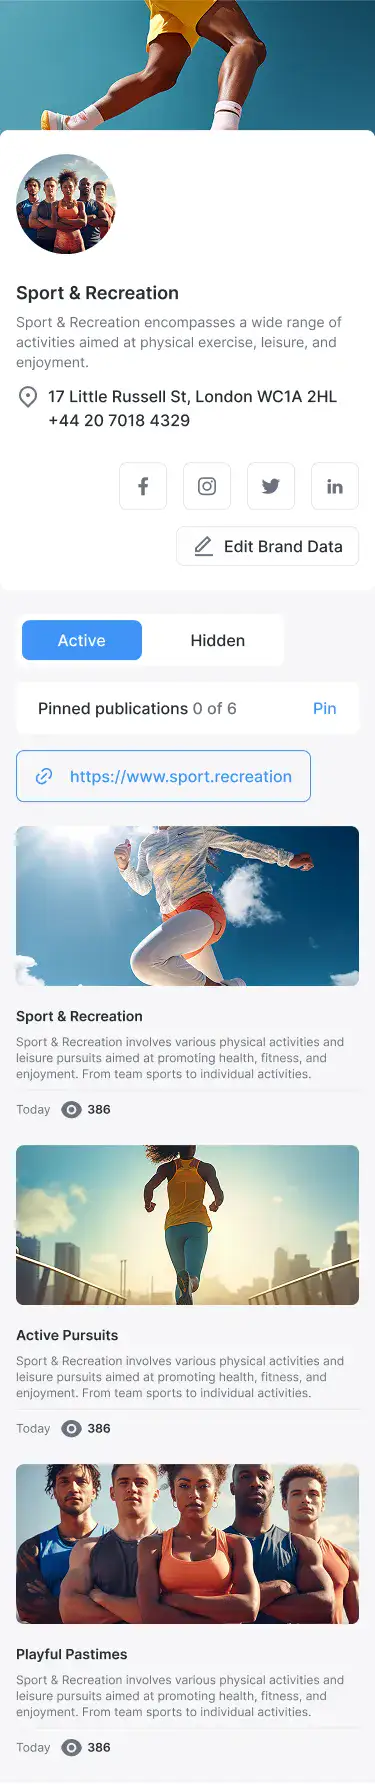 Sport & Recreation
Sport & Recreation encompasses a wide range of
activities aimed at physical exercise, leisure, and
enjoyment.
17 Little Russell St, London WC1A 2HL
+44 20 7018 4329
Edit Brand Data
Active Hidden
Pinned publications 0 of 6 Pin
https://www.sport.recreation
Sport & Recreation
Sport & Recreation involves various physical activities and
leisure pursuits aimed at promoting health, fitness, and
enjoyment. From team sports to individual activities.
Today 386
Active Pursuits
Sport & Recreation involves various physical activities and
leisure pursuits aimed at promoting health, fitness, and
enjoyment. From team sports to individual activities.
Today 386
Playful Pastimes
Sport & Recreation involves various physical activities and
leisure pursuits aimed at promoting health, fitness, and
enjoyment. From team sports to individual activities.
Today 386